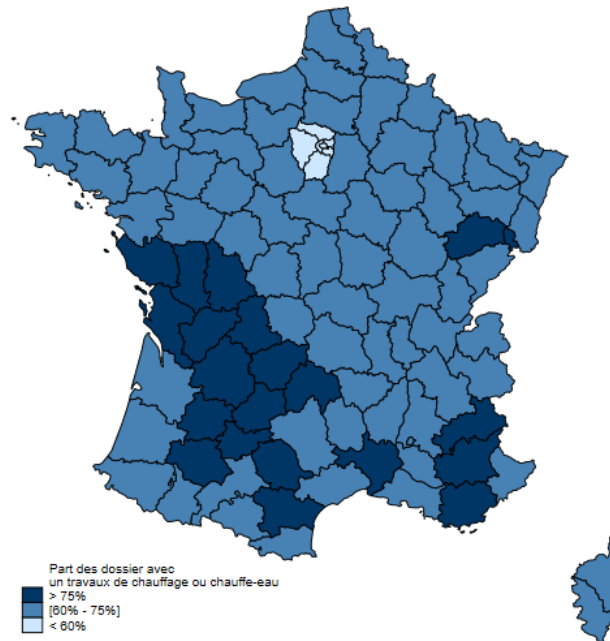 Part des dossier avec
un travaux de chauffage ou chauffe-eau
> 75%
[60% - 75%]
< 60%